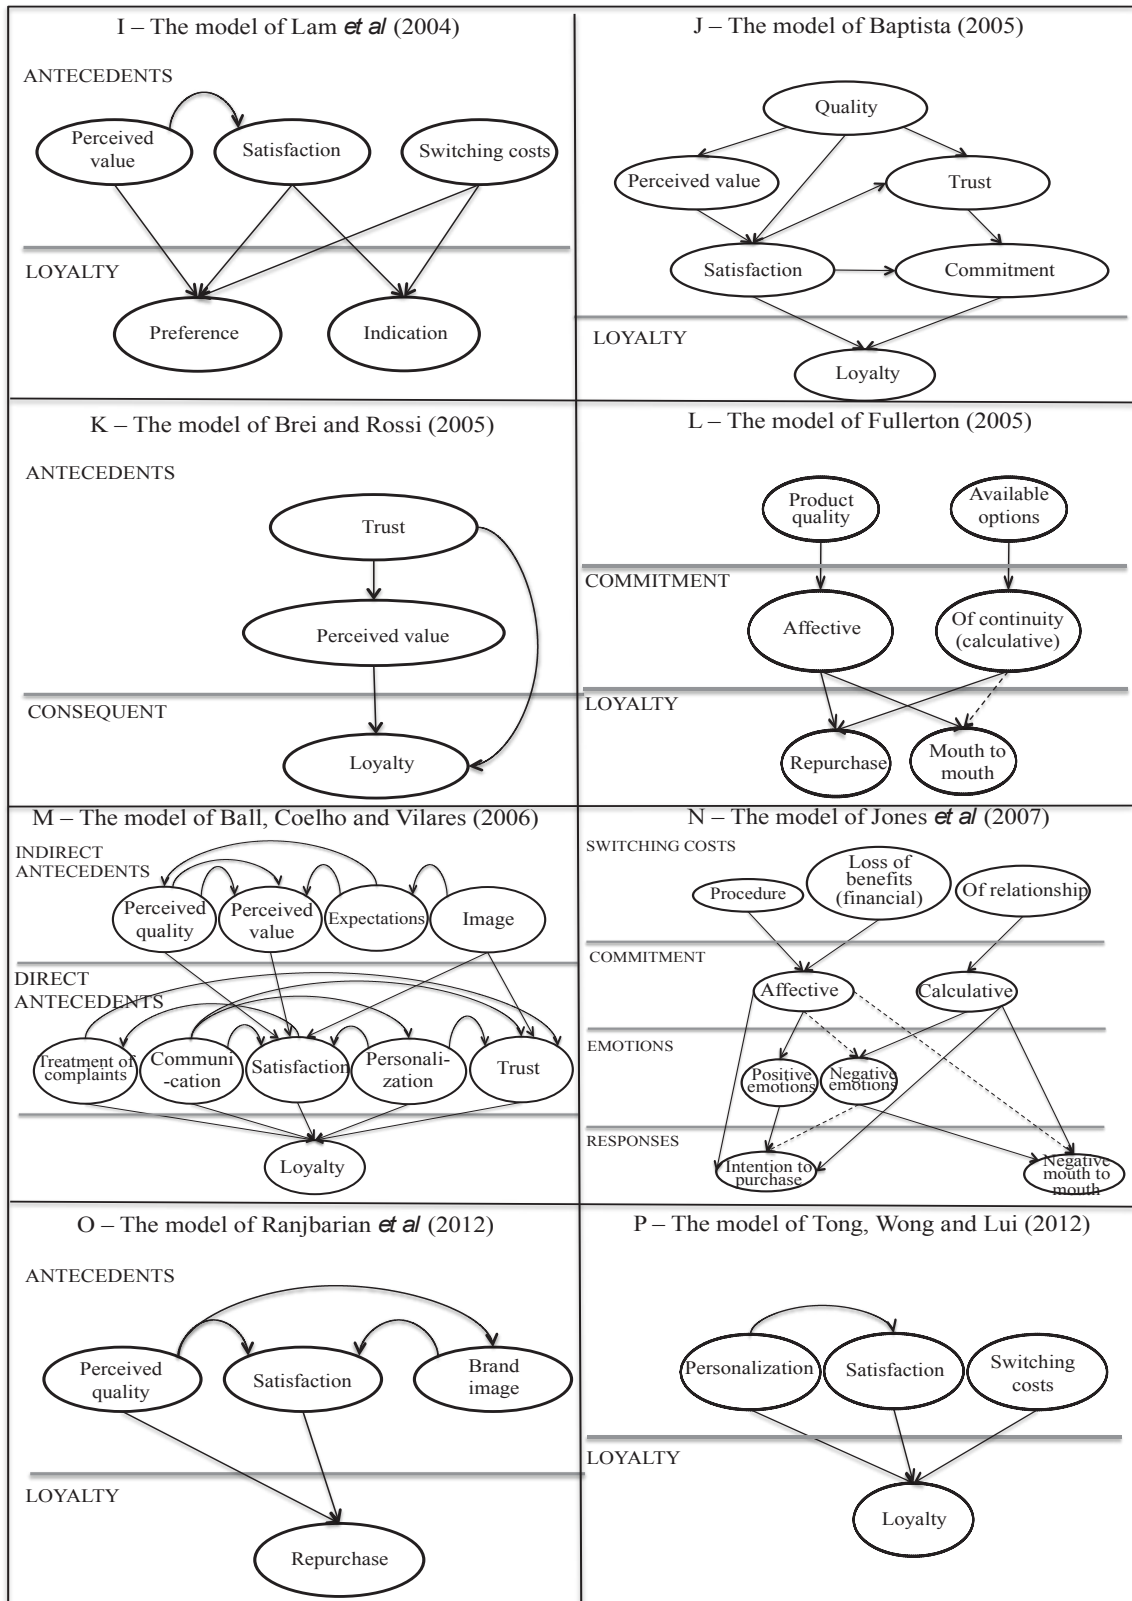 I – The model of Lam et al (2004)
ANTECEDENTS
Perceived
value
Satisfaction
Switching costs
LOYALTY
Preference
Indication
J – The model of Baptista (2005)
Quality
Perceived value
Trust
Satisfaction
Commitment
LOYALTY
Loyalty
K – The model of Brei and Rossi (2005)
ANTECEDENTS
Trust
Perceived value
CONSEQUENT
Loyalty
L – The model of Fullerton (2005)
Product
quality
Available
options
COMMITMENT
Affective
Of continuity
(calculative)
LOYALTY
Repurchase
Mouth to
mouth
M – The model of Ball, Coelho and Vilares (2006)
INDIRECT
ANTECEDENTS
Perceived
quality
Perceived
value
Expectations
Image
DIRECT
ANTECEDENTS
Treatment of
complaints
Communi
-cation
Satisfaction
Personali-
zation
Trust
Loyalty
N – The model of Jones et al (2007)
SWITCHING COSTS
Procedure
Loss of
benefits
(financial)
Of relationship
COMMITMENT
Affective
Calculative
EMOTIONS
Positive
emotions
Negative
emotions
RESPONSES
Intention to
purchase
Negative
mouth to
mouth
O – The model of Ranjbarian et al (2012)
ANTECEDENTS
Perceived
quality
Satisfaction
Brand
image
LOYALTY
Repurchase
P – The model of Tong, Wong and Lui (2012)
Personalization
Satisfaction
Switching
costs
LOYALTY
Loyalty